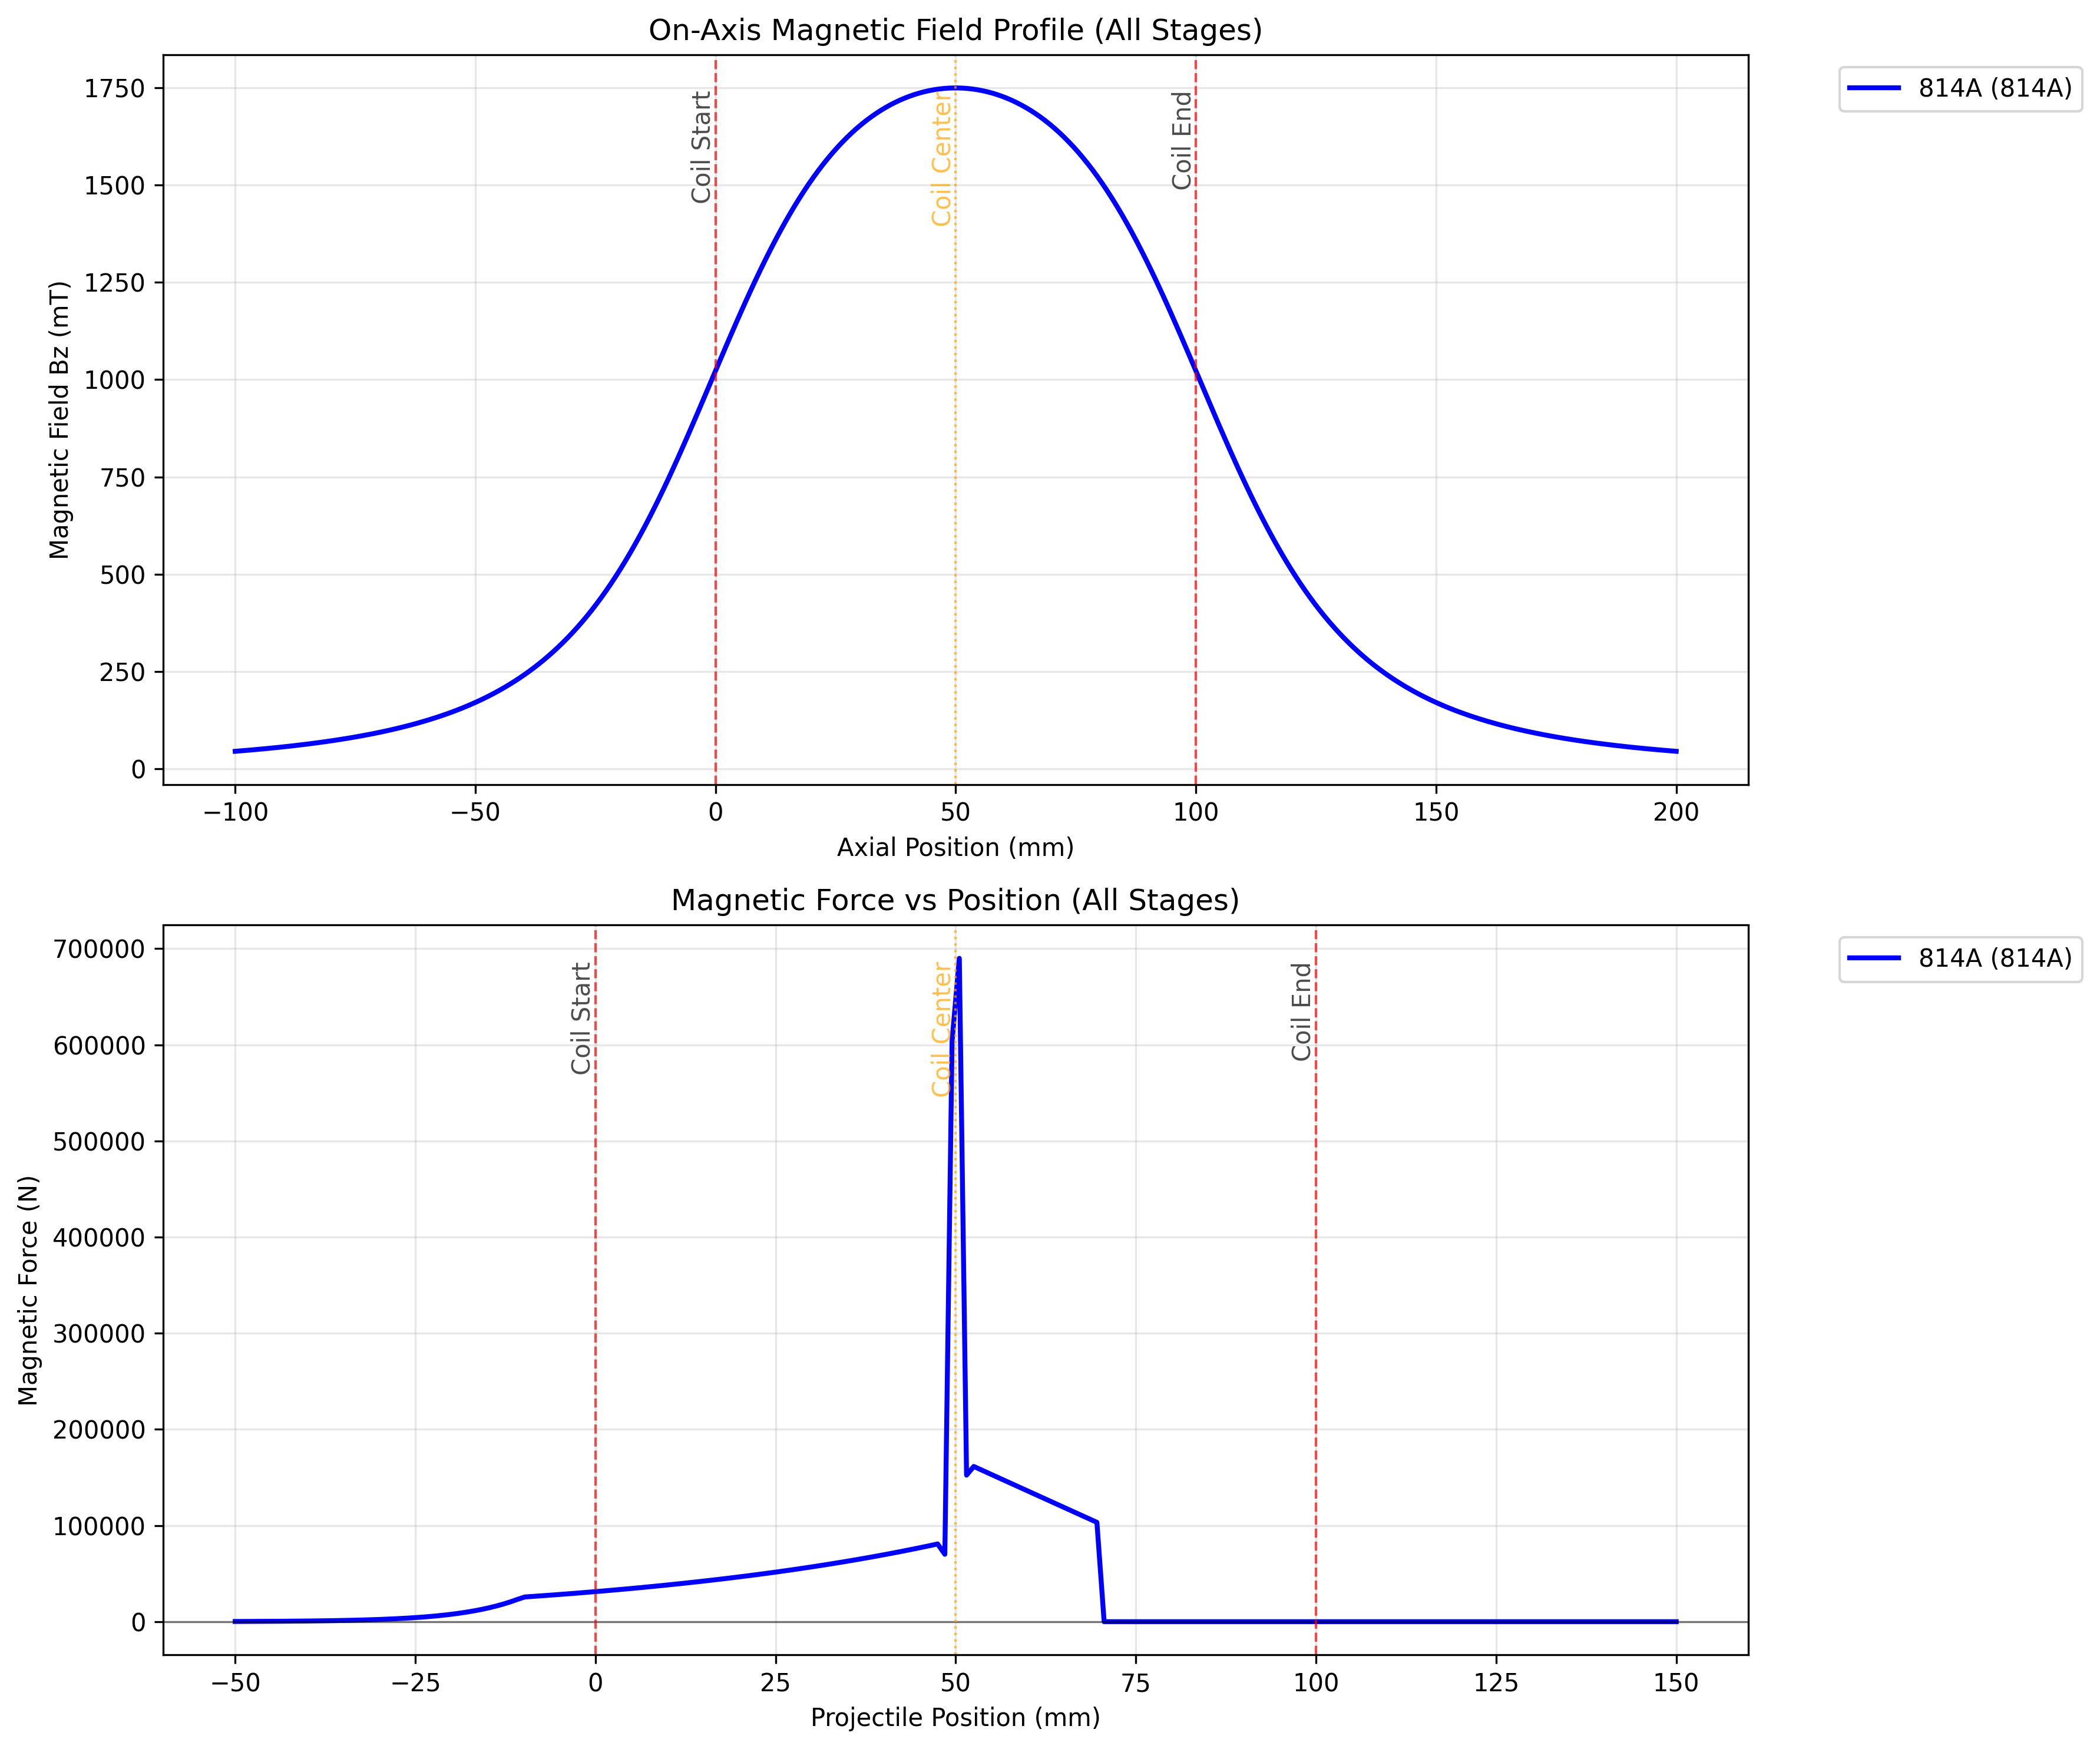 On-Axis Magnetic Field Profile (All Stages)
814A (814A)
Magnetic Field Bz (mT)
1750
1500
1250
1000
750
500
250
0
Coil Start
Coil Center
Coil End
−100
−50
0
50
100
150
200
Axial Position (mm)
Magnetic Force vs Position (All Stages)
814A (814A)
Magnetic Force (N)
700000
600000
500000
400000
300000
200000
100000
0
Coil Start
Coil Center
Coil End
−50
−25
0
25
50
75
100
125
150
Projectile Position (mm)